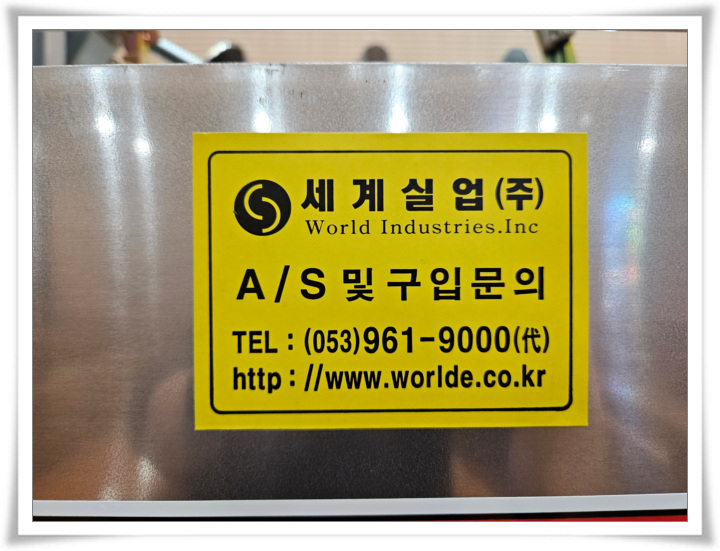 세계실업(주)
World Industries.Inc
A/S 및 구입문의
TEL : (053)961-9000(代)
http : //www.worlde.co.kr